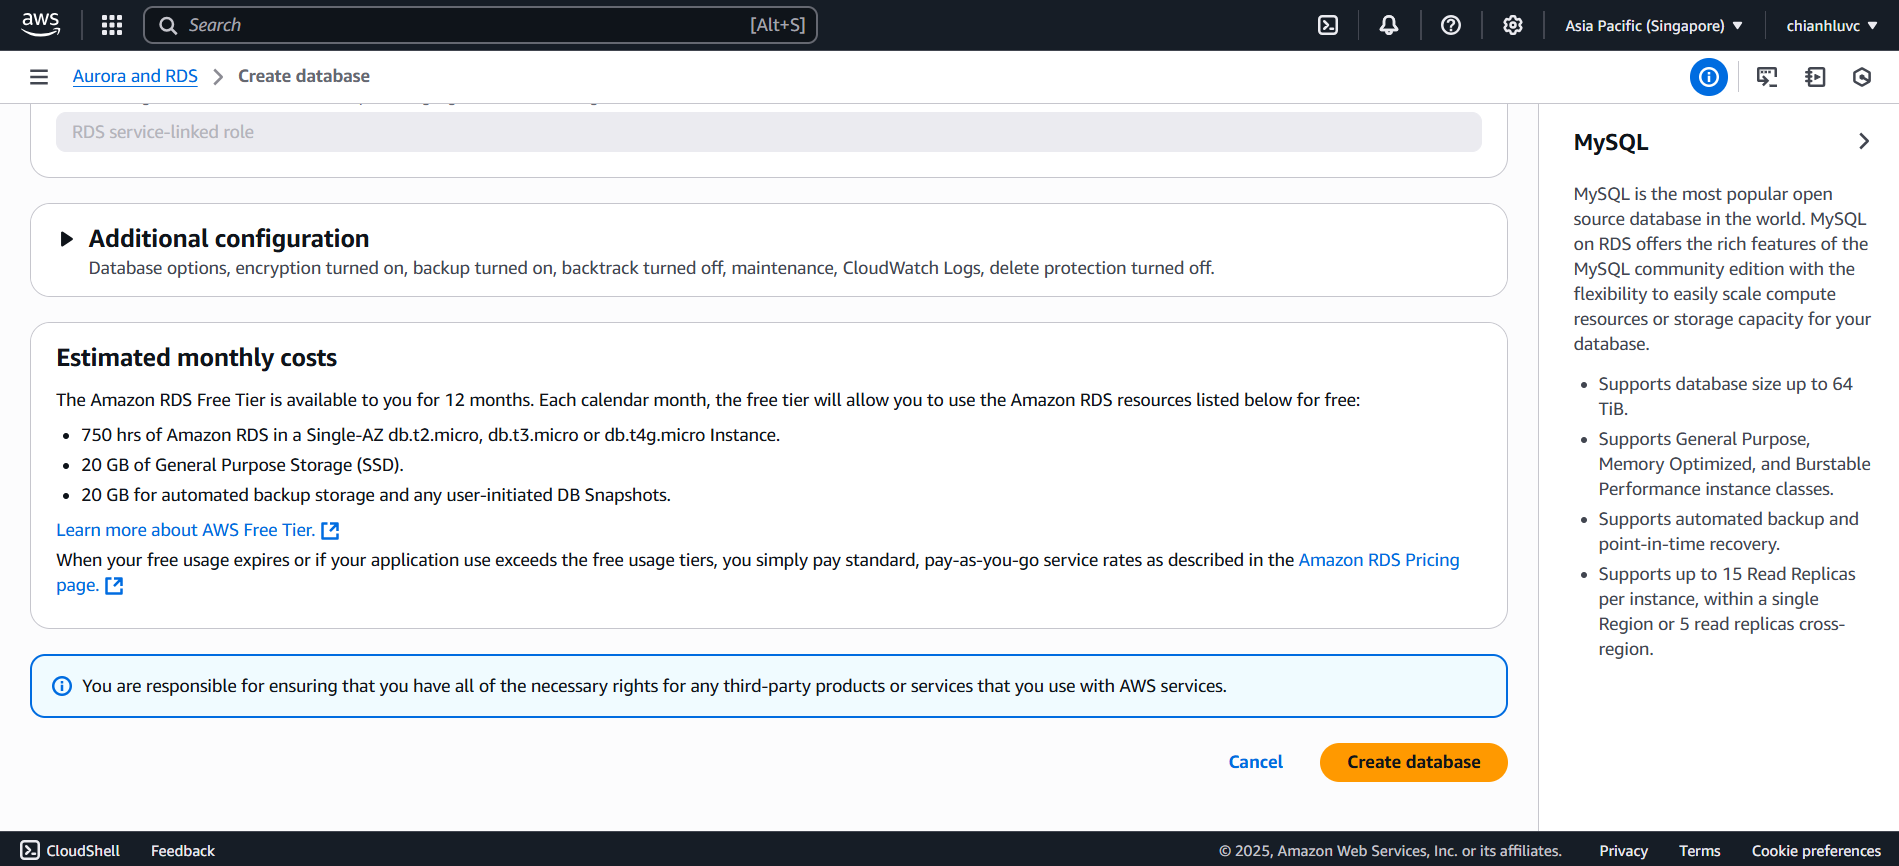 aws
Search
[Alt+S]
Asia Pacific (Singapore)
chianhluvc
Aurora and RDS
Create database
RDS service-linked role
Additional configuration
Database options, encryption turned on, backup turned on, backtrack turned off, maintenance, CloudWatch Logs, delete protection turned off.
Estimated monthly costs
The Amazon RDS Free Tier is available to you for 12 months. Each calendar month, the free tier will allow you to use the Amazon RDS resources listed below for free:
• 750 hrs of Amazon RDS in a Single-AZ db.t2.micro, db.t3.micro or db.t4g.micro Instance.
• 20 GB of General Purpose Storage (SSD).
• 20 GB for automated backup storage and any user-initiated DB Snapshots.
Learn more about AWS Free Tier.
When your free usage expires or if your application use exceeds the free usage tiers, you simply pay standard, pay-as-you-go service rates as described in the Amazon RDS Pricing
page.
You are responsible for ensuring that you have all of the necessary rights for any third-party products or services that you use with AWS services.
Cancel
Create database
MySQL
MySQL is the most popular open
source database in the world. MySQL
on RDS offers the rich features of the
MySQL community edition with the
flexibility to easily scale compute
resources or storage capacity for your
database.
• Supports database size up to 64
TiB.
• Supports General Purpose,
Memory Optimized, and Burstable
Performance instance classes.
• Supports automated backup and
point-in-time recovery.
• Supports up to 15 Read Replicas
per instance, within a single
Region or 5 read replicas cross-
region.
CloudShell
Feedback
© 2025, Amazon Web Services, Inc. or its affiliates.
Privacy
Terms
Cookie preferences